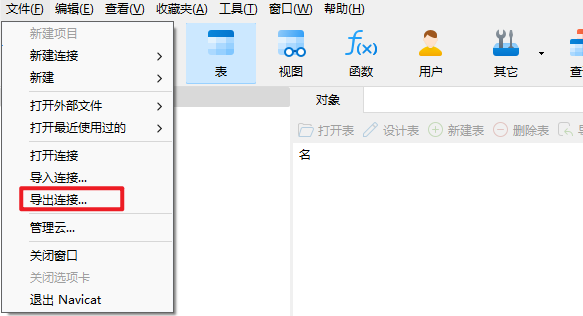 文件(F) 编辑(E) 查看(V) 收藏夹(A) 工具(T) 窗口(W) 帮助(H)
新建项目
新建连接
新建
打开外部文件
打开最近使用过的
打开连接
导入连接...
导出连接...
管理云...
关闭窗口
关闭选项卡
退出 Navicat
表 视图 函数 用户 其它
对象
打开表 设计表 新建表 删除表
名